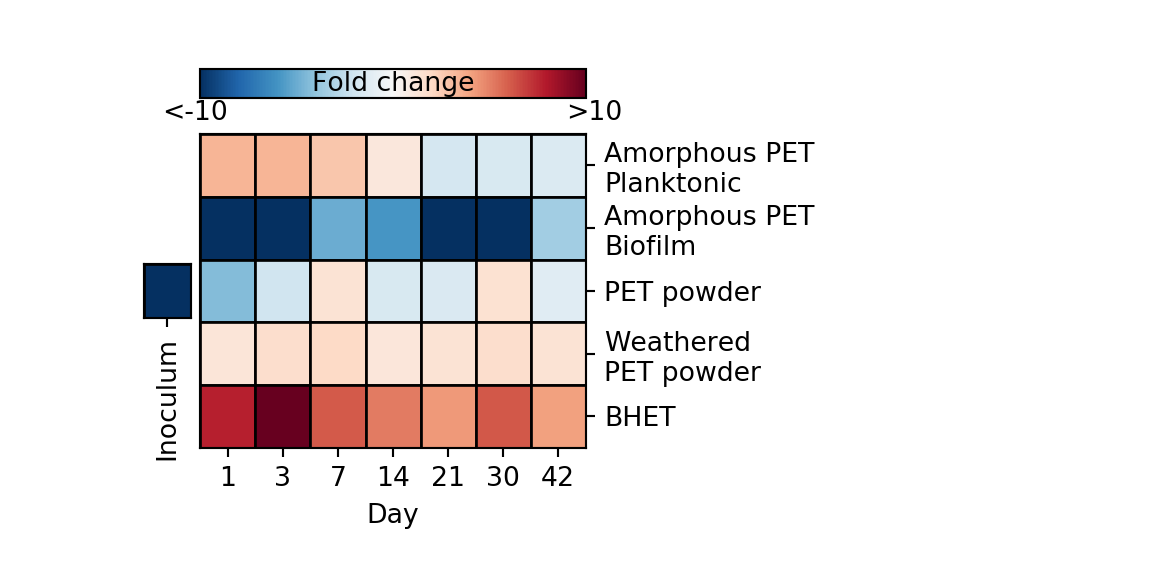 Fold change
<-10
>10
Amorphous PET
Planktonic
Amorphous PET
Biofilm
PET powder
Weathered
PET powder
BHET
Inoculum
1 3 7 14 21 30 42
Day